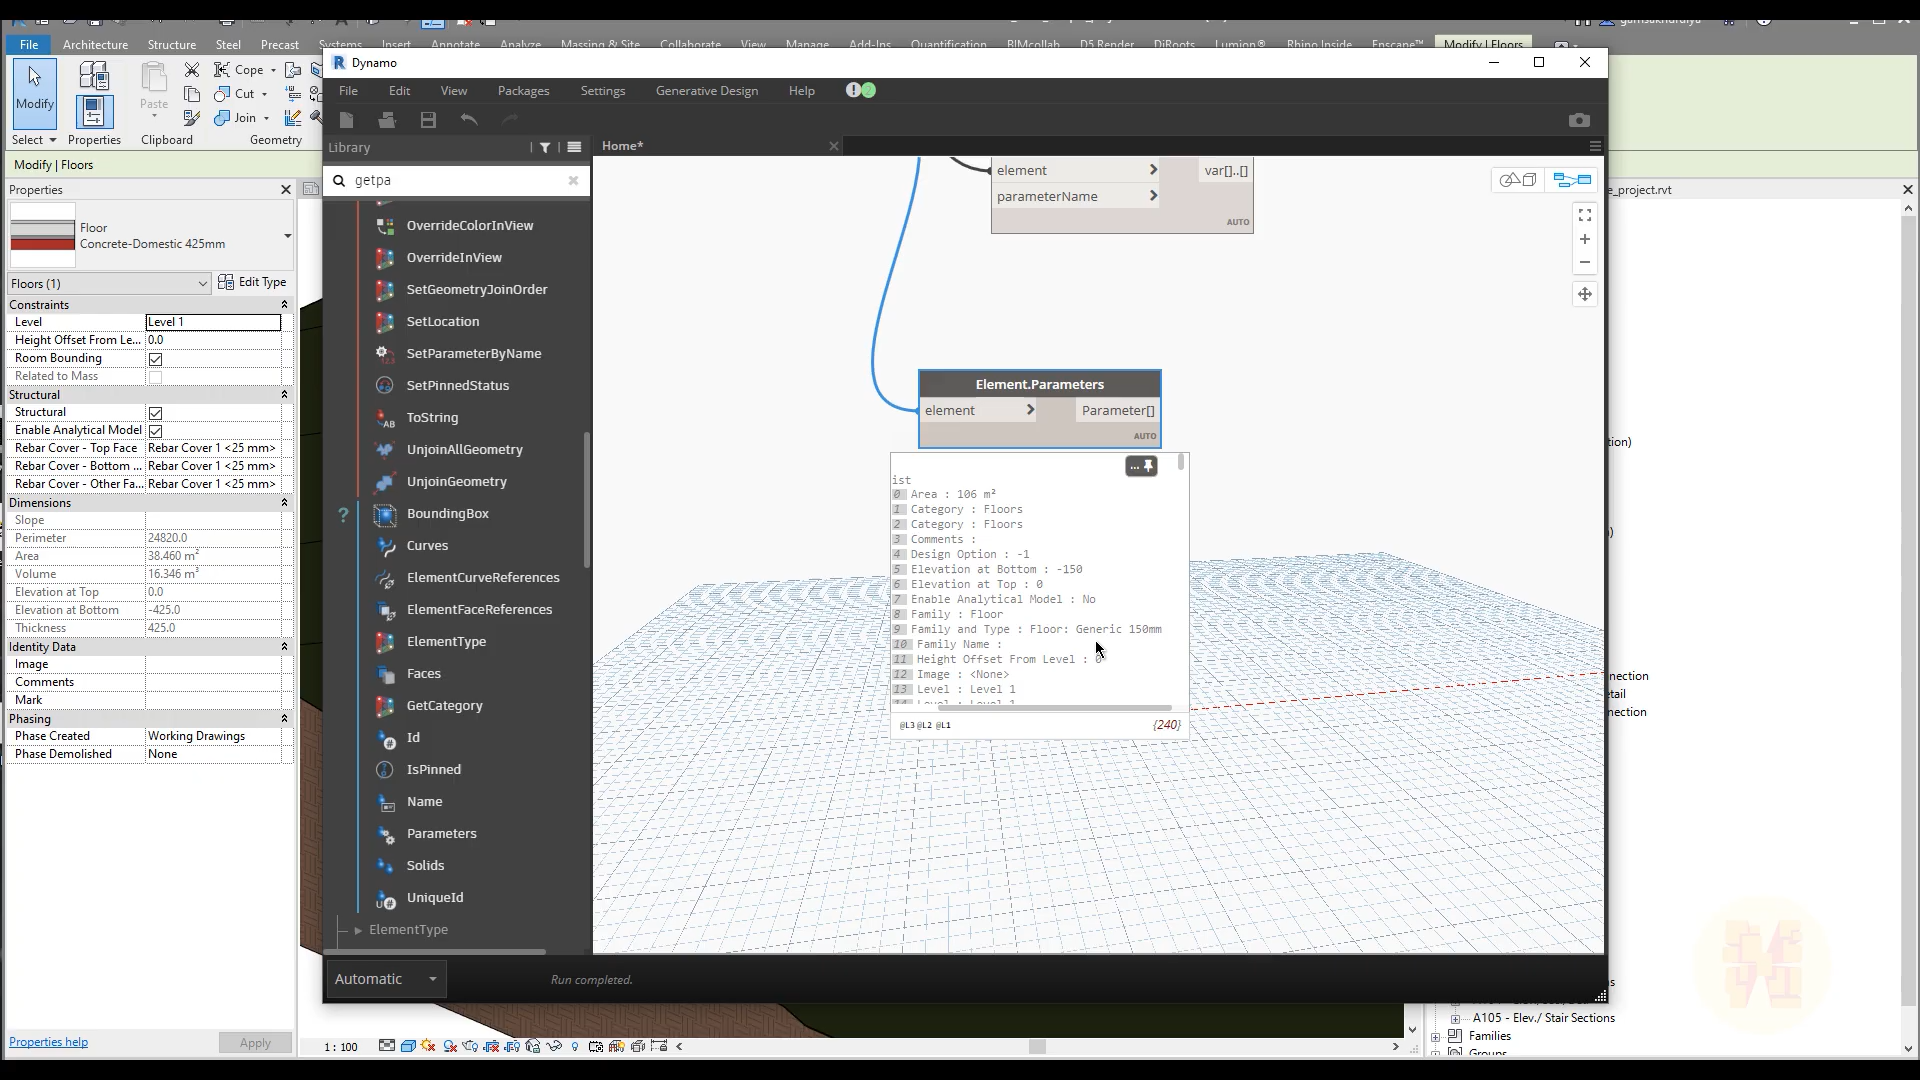 File Architecture Structure Steel Precast Systems Insert Annotate Analyze Massing & Site Collaborate View Manage Add-Ins Quantification BIMcollab D5 Render DiRoots Lumion® Rhino Inside Enscape™ Modify | Floors
Modify
Paste
Cope
Cut
Join
Select Properties Clipboard Geometry
Modify | Floors
Properties
Floor
Concrete-Domestic 425mm
Floors (1) Edit Type
Constraints
Level Level 1
Height Offset From Le... 0.0
Room Bounding
Related to Mass
Structural
Structural
Enable Analytical Model
Rebar Cover - Top Face Rebar Cover 1 <25 mm>
Rebar Cover - Bottom ... Rebar Cover 1 <25 mm>
Rebar Cover - Other Fa... Rebar Cover 1 <25 mm>
Dimensions
Slope
Perimeter 24820.0
Area 38.460 m²
Volume 16.346 m³
Elevation at Top 0.0
Elevation at Bottom -425.0
Thickness 425.0
Identity Data
Image
Comments
Mark
Phasing
Phase Created Working Drawings
Phase Demolished None
Properties help Apply
Dynamo
File Edit View Packages Settings Generative Design Help
Library
Home*
getpa
OverrideColorInView
OverrideInView
SetGeometryJoinOrder
SetLocation
SetParameterByName
SetPinnedStatus
ToString
UnjoinAllGeometry
UnjoinGeometry
? BoundingBox
Curves
ElementCurveReferences
ElementFaceReferences
ElementType
Faces
GetCategory
Id
IsPinned
Name
Parameters
Solids
UniqueId
ElementType
Automatic Run completed.
element > var[]..[]
parameterName >
AUTO
Element.Parameters
element > Parameter[]
AUTO
ist
0 Area : 106 m²
1 Category : Floors
2 Category : Floors
3 Comments :
4 Design Option : -1
5 Elevation at Bottom : -150
6 Elevation at Top : 0
7 Enable Analytical Model : No
8 Family : Floor
9 Family and Type : Floor: Generic 150mm
10 Family Name :
11 Height Offset From Level : 0
12 Image : <None>
13 Level : Level 1
14 Level : Level 1
@L3 @L2 @L1 {240}
e_project.rvt
tion)
nection
etail
nection
A105 - Elev./ Stair Sections
Families
Groups
1 : 100